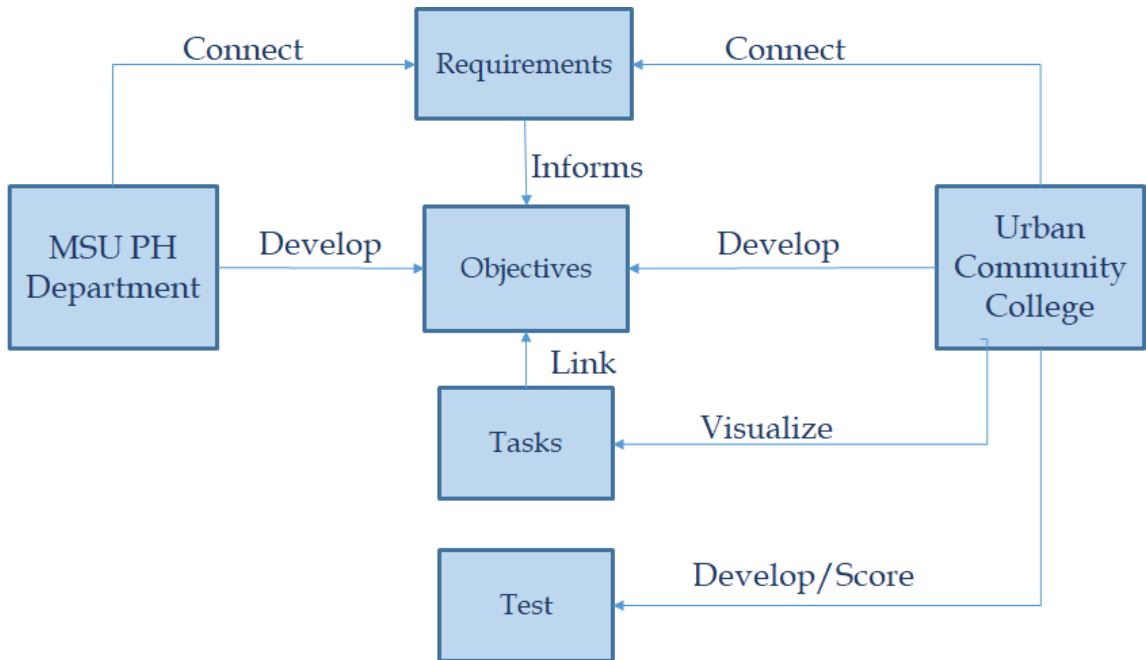 Connect
Requirements
Connect
Informs
MSU PH
Department
Develop
Objectives
Develop
Urban
Community
College
Link
Tasks
Visualize
Test
Develop/Score